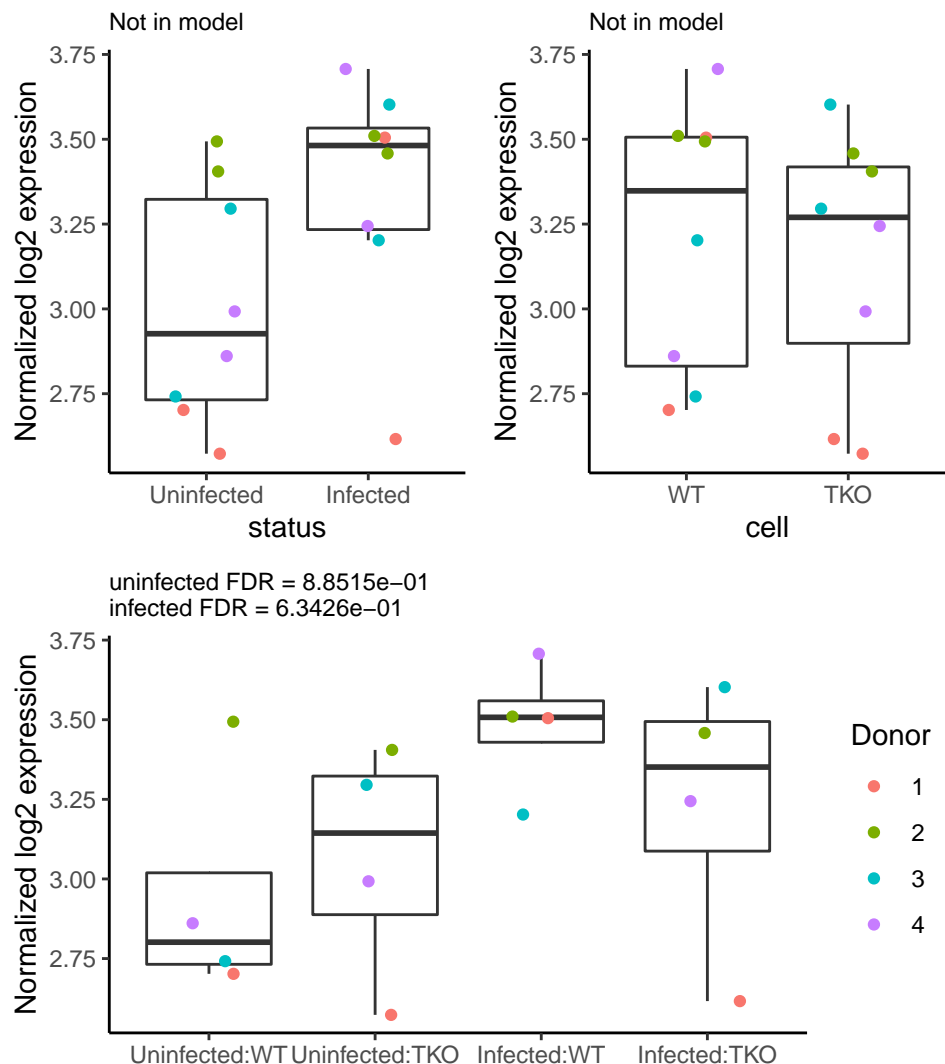 Not in model
Normalized log2 expression
3.75
3.50
3.25
3.00
2.75
Uninfected
Infected
status
Not in model
Normalized log2 expression
3.75
3.50
3.25
3.00
2.75
WT
TKO
cell
uninfected FDR = 8.8515e−01
infected FDR = 6.3426e−01
Normalized log2 expression
3.75
3.50
3.25
3.00
2.75
Uninfected:WT
Uninfected:TKO
Infected:WT
Infected:TKO
Donor
1
2
3
4